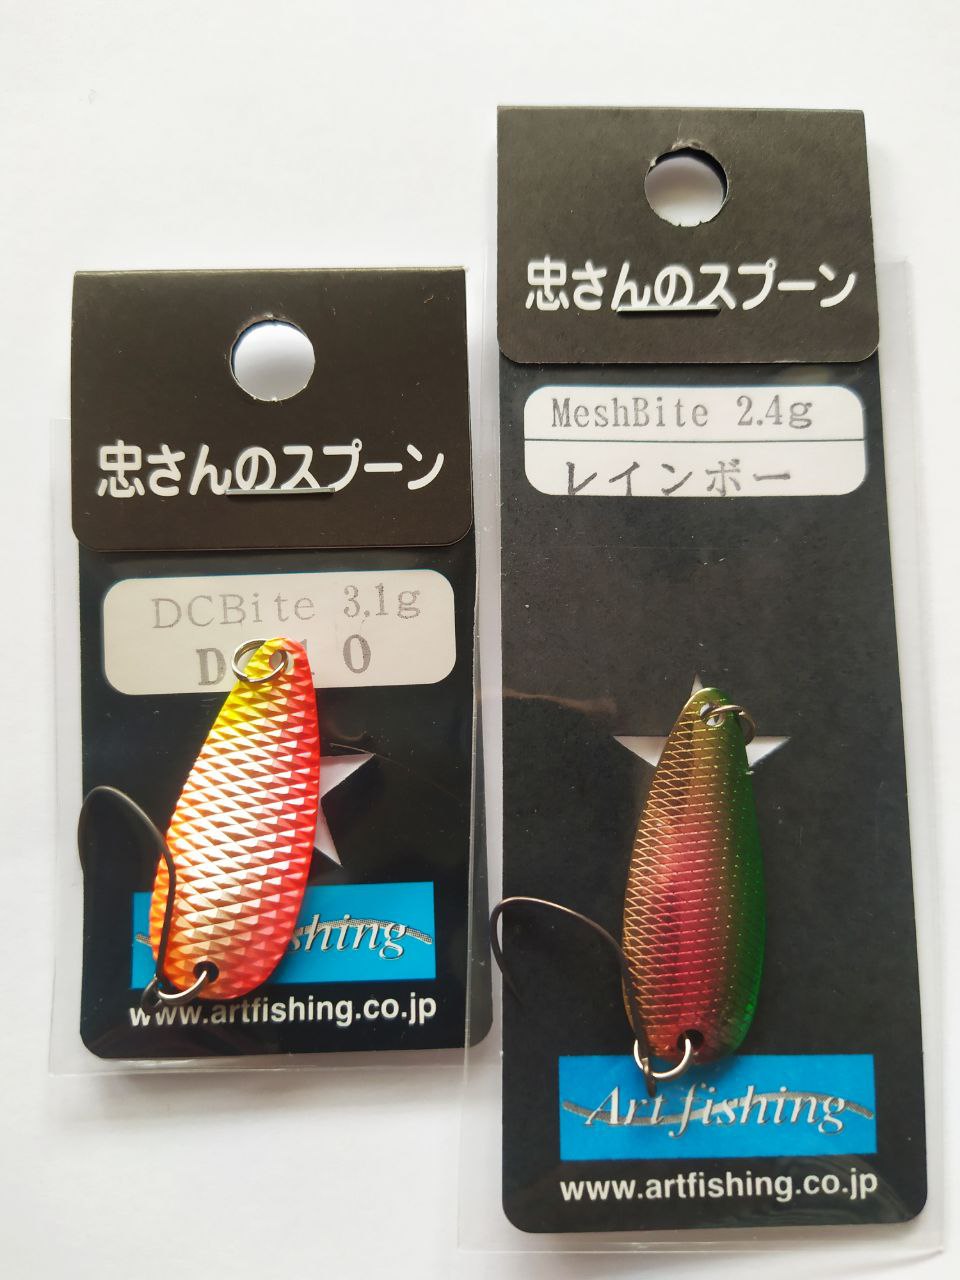 忠さんのスプーン
DCBite 3.1g
shing
www.artfishing.co.jp
忠さんのスプーン
MeshBite 2.4g
レインボー
Art fishing
www.artfishing.co.jp